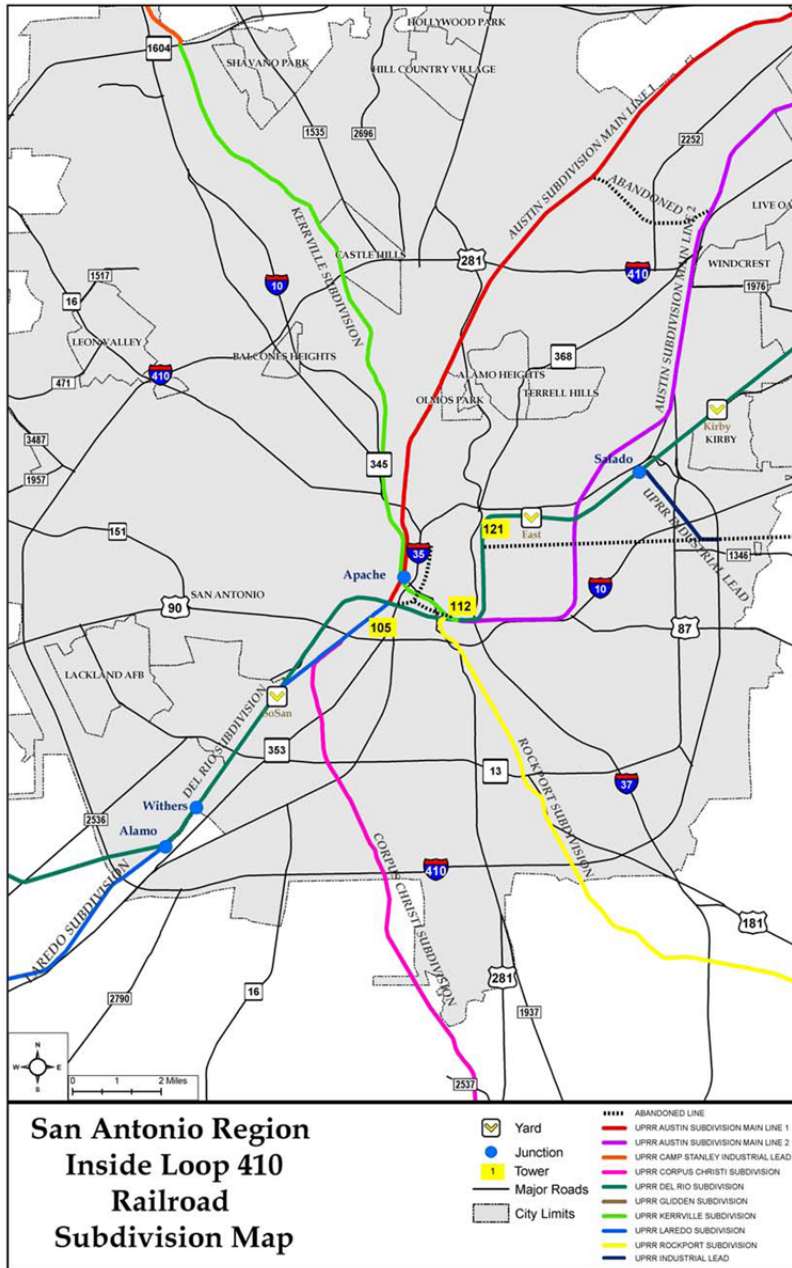 HOLLYWOOD PARK
1604
SHAVANO PARK
HILL COUNTRY VILLAGE
1535
2696
AUSTIN SUBDIVISION MAIN LINE 1
2252
ABANDONED
LIVE OA
KERRVILLE SUBDIVISION
CASTLE HILLS
281
410
WINDCREST
1517
10
16
1976
AUSTIN SUBDIVISION MAIN LINE 2
LEON VALLEY
BALCONES HEIGHTS
368
410
471
ALAMO HEIGHTS
OLMOS PARK
TERRELL HILLS
Kirby
KIRBY
3487
345
Salado
1957
UPRR INDUSTRIAL LEAD
151
121
East
35
1346
Apache
10
SAN ANTONIO
90
112
105
87
LACKLAND AFB
SoSan
DEL RIO SUBDIVISION
353
13
ROCKPORT SUBDIVISION
37
Withers
2536
Alamo
410
CORPUS CHRISTI SUBDIVISION
LAREDO SUBDIVISION
181
281
2790
16
1937
2537
N
W E
S
0 1 2 Miles
San Antonio Region
Inside Loop 410
Railroad
Subdivision Map
Yard
Junction
1 Tower
Major Roads
City Limits
ABANDONED LINE
UPRR AUSTIN SUBDIVISION MAIN LINE 1
UPRR AUSTIN SUBDIVISION MAIN LINE 2
UPRR CAMP STANLEY INDUSTRIAL LEAD
UPRR CORPUS CHRISTI SUBDIVISION
UPRR DEL RIO SUBDIVISION
UPRR GLIDDEN SUBDIVISION
UPRR KERRVILLE SUBDIVISION
UPRR LAREDO SUBDIVISION
UPRR ROCKPORT SUBDIVISION
UPRR INDUSTRIAL LEAD